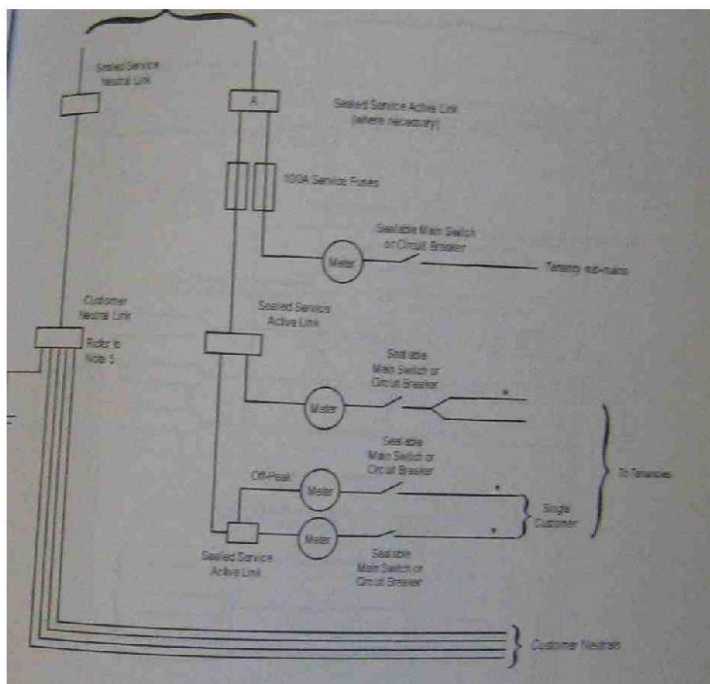 Sealed Service
Neutral Link
A
Sealed Service Active Link
(where necessary)
100A Service Fuses
Sealable Main Switch
or Circuit Breaker
Meter
Tenancy sub-mains
Customer
Neutral Link
Refer to
Note 5
Sealed Service
Active Link
Sealable
Main Switch or
Circuit Breaker
Meter
*
Sealable
Main Switch or
Circuit Breaker
Off-Peak
Meter
*
Single
Customer
To Tenancies
Meter
*
Sealed Service
Active Link
Sealable
Main Switch or
Circuit Breaker
Customer Neutrals